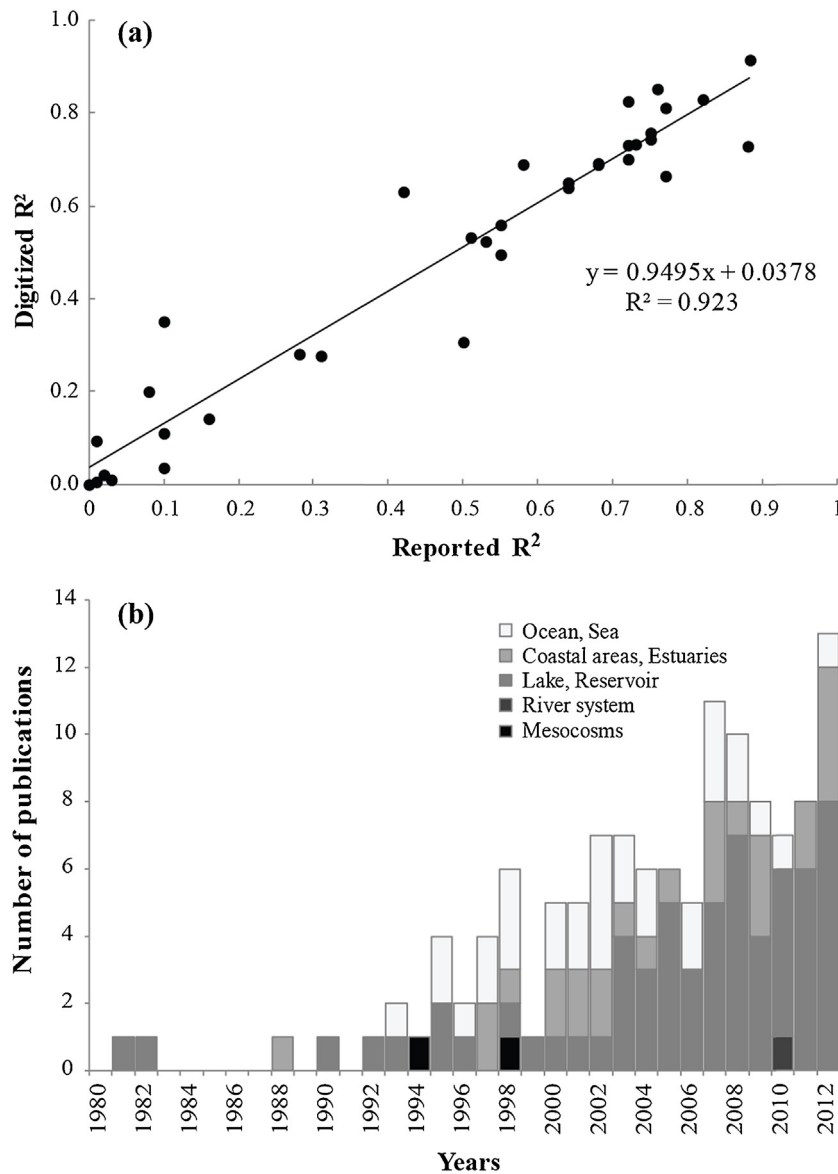 (a)
1.0
0.8
0.6
0.4
0.2
0.0
Digitized R²
y = 0.9495x + 0.0378
R² = 0.923
0 0.1 0.2 0.3 0.4 0.5 0.6 0.7 0.8 0.9 1
Reported R²
(b)
14
12
10
8
6
4
2
0
Number of publications
Ocean, Sea
Coastal areas, Estuaries
Lake, Reservoir
River system
Mesocosms
1980 1982 1984 1986 1988 1990 1992 1994 1996 1998 2000 2002 2004 2006 2008 2010 2012
Years